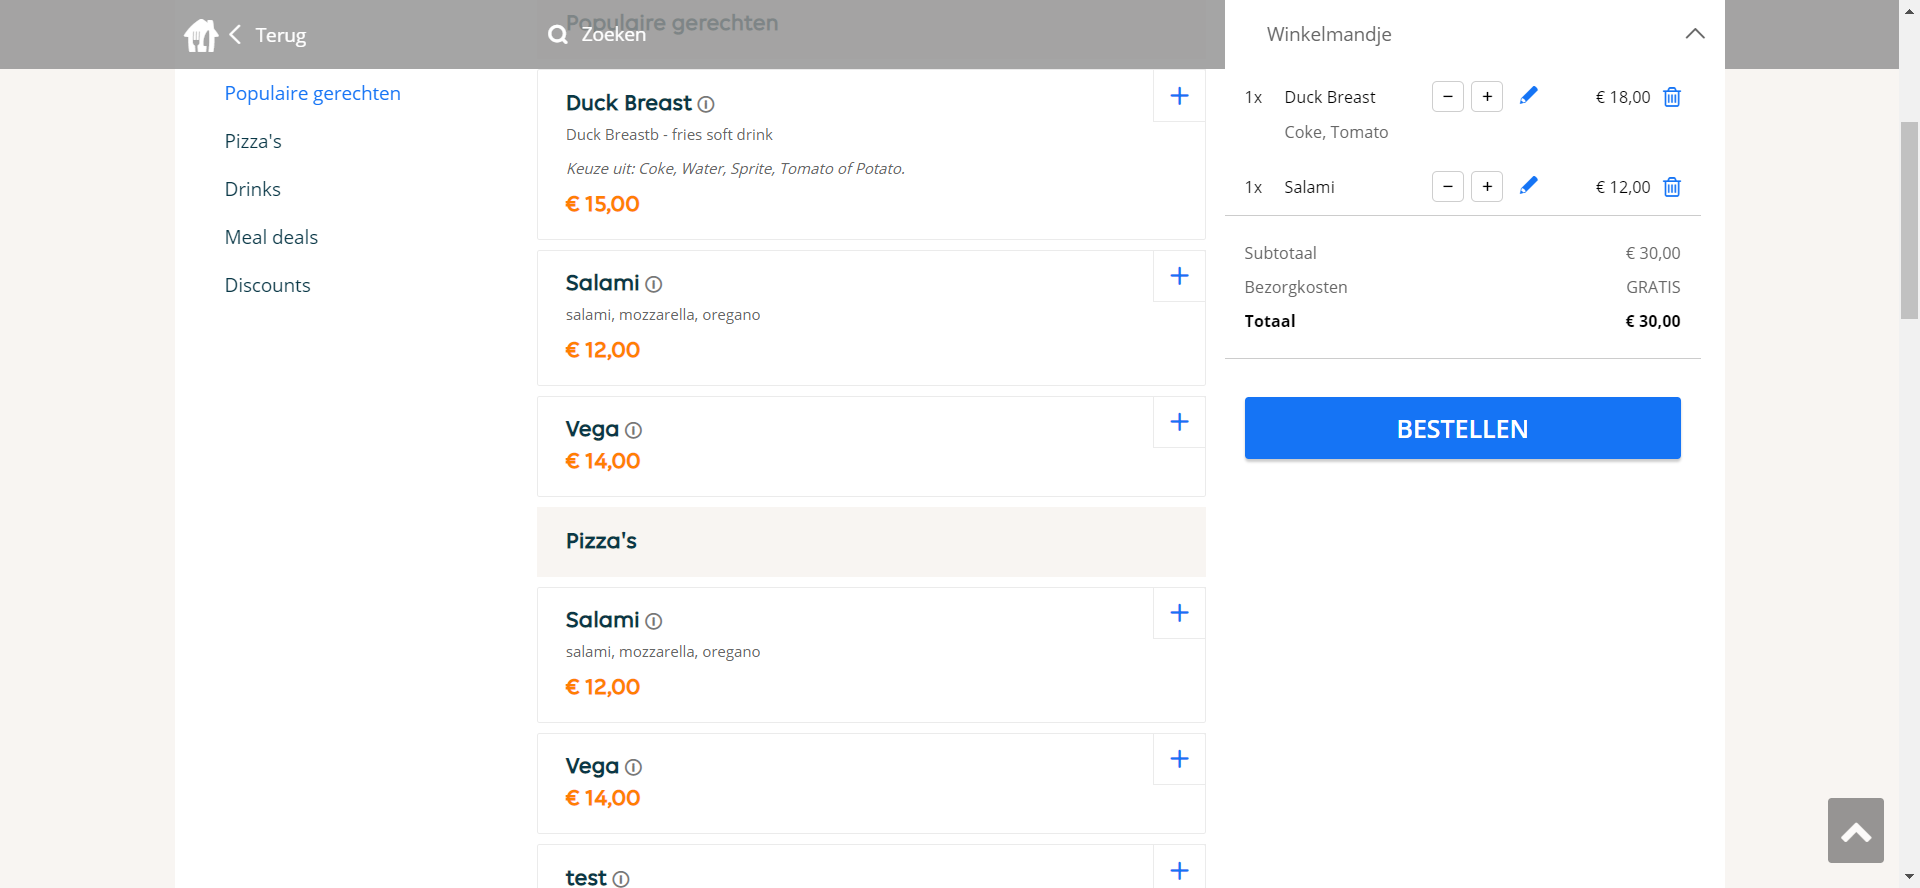 Terug
Zoeken
Populaire gerechten
Winkelmandje
Populaire gerechten
Pizza's
Drinks
Meal deals
Discounts
Duck Breast
Duck Breastb - fries soft drink
Keuze uit: Coke, Water, Sprite, Tomato of Potato.
€ 15,00
Salami
salami, mozzarella, oregano
€ 12,00
Vega
€ 14,00
Pizza's
Salami
salami, mozzarella, oregano
€ 12,00
Vega
€ 14,00
test
1x Duck Breast − + € 18,00
Coke, Tomato
1x Salami − + € 12,00
Subtotaal € 30,00
Bezorgkosten GRATIS
Totaal € 30,00
BESTELLEN